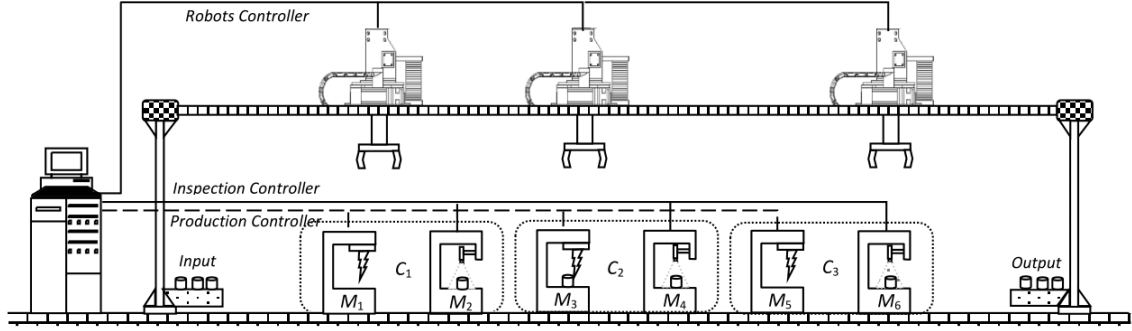 Robots Controller
Inspection Controller
Production Controller
Input
C1
C2
C3
Output
M1
M2
M3
M4
M5
M6